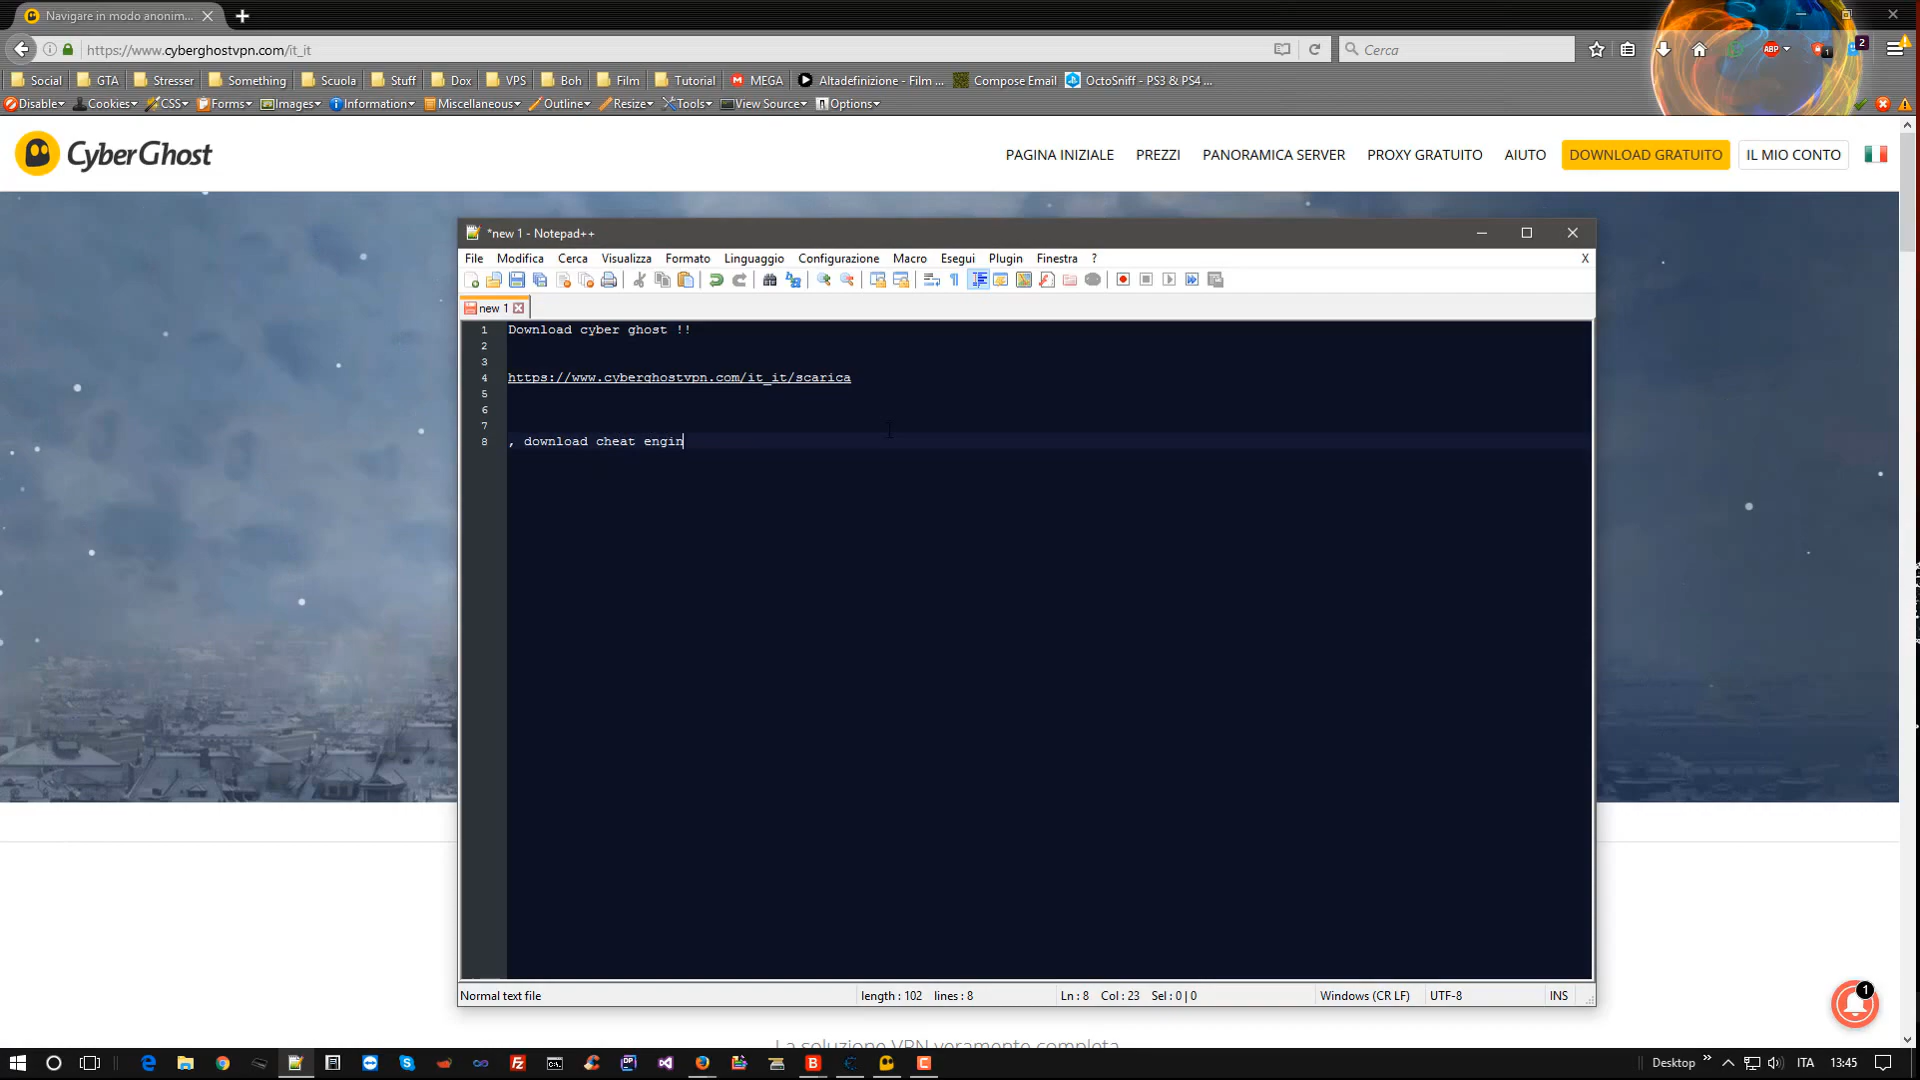 Navigare in modo anonim...
https://www.cyberghostvpn.com/it_it
Cerca
ABP
1
2
Social GTA Stresser Something Scuola Stuff Dox VPS Boh Film Tutorial MEGA Altadefinizione - Film ... Compose Email OctoSniff - PS3 & PS4 ...
Disable Cookies CSS Forms Images Information Miscellaneous Outline Resize Tools View Source Options
CyberGhost
PAGINA INIZIALE PREZZI PANORAMICA SERVER PROXY GRATUITO AIUTO DOWNLOAD GRATUITO IL MIO CONTO
*new 1 - Notepad++
File Modifica Cerca Visualizza Formato Linguaggio Configurazione Macro Esegui Plugin Finestra ? X
new 1
1 Download cyber ghost !!
2
3
4 https://www.cyberghostvpn.com/it_it/scarica
5
6
7
8 , download cheat engin
Normal text file length : 102 lines : 8 Ln : 8 Col : 23 Sel : 0 | 0 Windows (CR LF) UTF-8 INS
1
La soluzione VPN veramente completa
Desktop » ITA 13:45